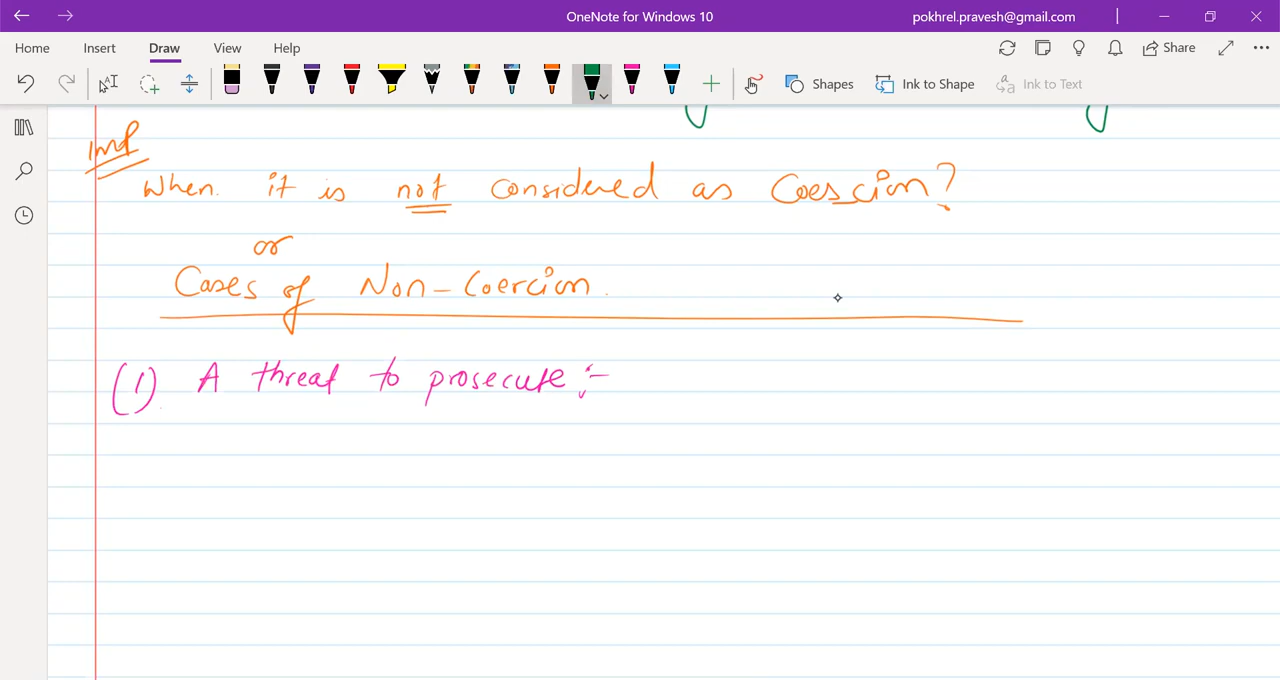 OneNote for Windows 10
pokhrel.pravesh@gmail.com
Home Insert Draw View Help
Share
Shapes Ink to Shape Ink to Text
Imp
When it is not considered as Coercion?
or
Cases of Non-Coercion.
(1) A threat to prosecute :-